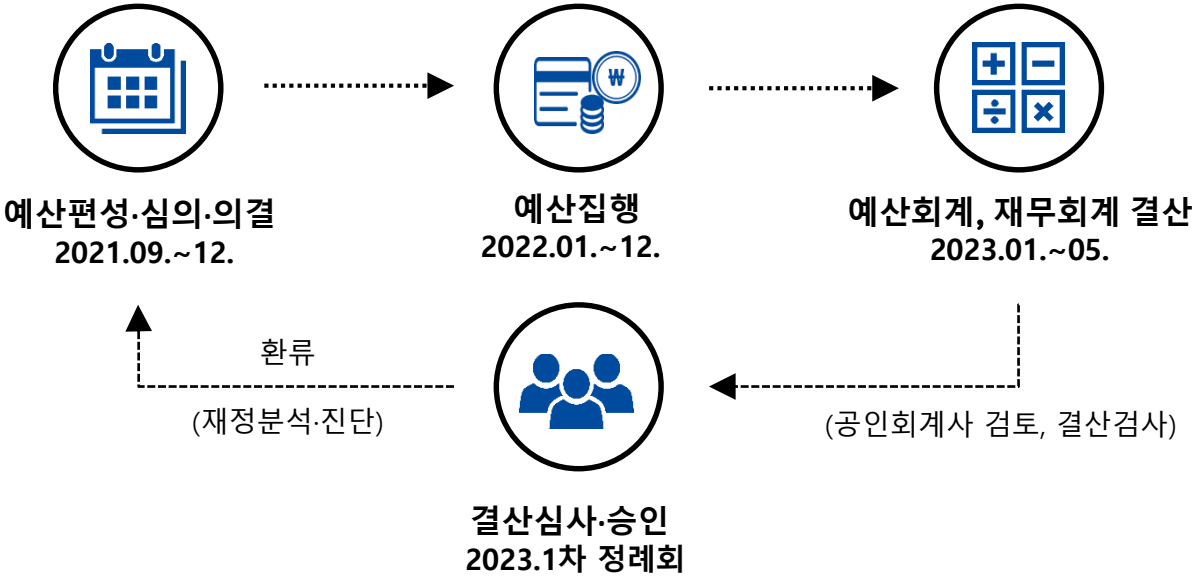 예산편성·심의·의결
2021.09.~12.
예산집행
2022.01.~12.
예산회계, 재무회계 결산
2023.01.~05.
환류
(재정분석·진단)
(공인회계사 검토, 결산검사)
결산심사·승인
2023.1차 정례회